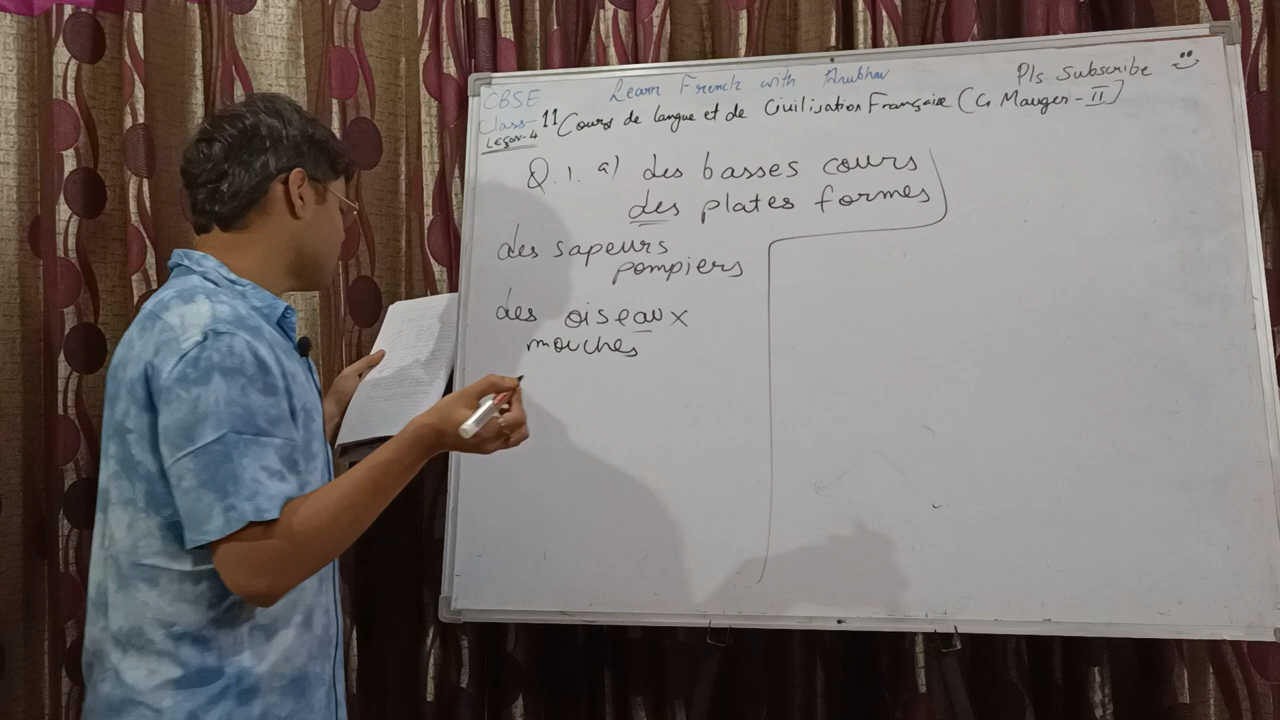 CBSE Learn French with Anubhav Pls Subscribe
Class-11 Cours de langue et de Civilisation Française (G. Mauger-II)
Leçon-4
Q.1. a) des basses cours
des plates formes
des sapeurs
pompiers
des oiseaux
mouches